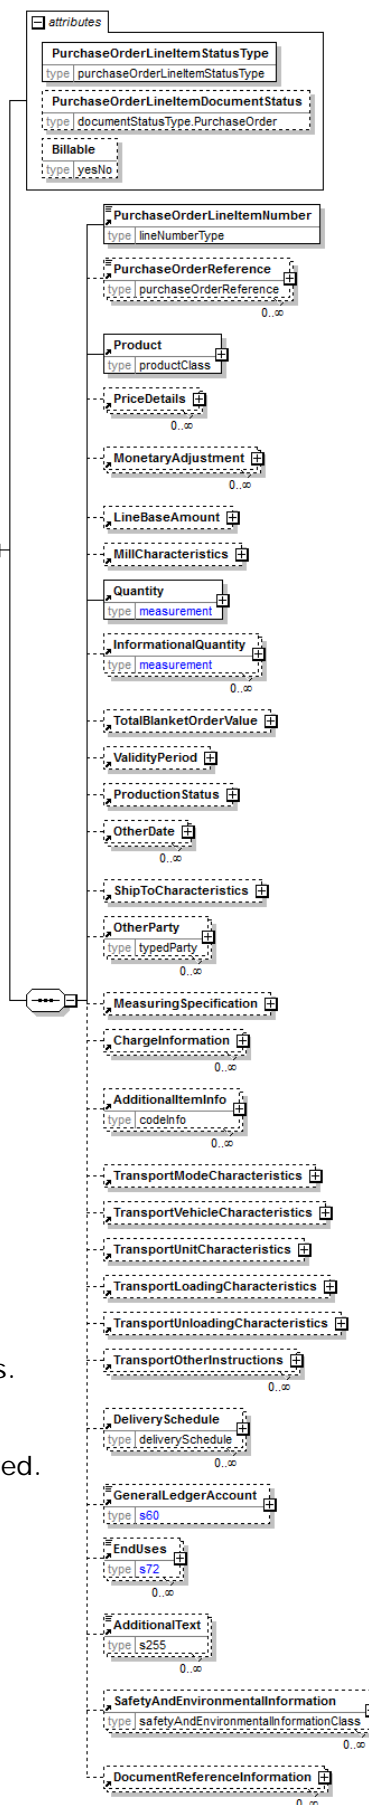 attributes
PurchaseOrderLineItemStatusType
type purchaseOrderLineItemStatusType
PurchaseOrderLineItemDocumentStatus
type documentStatusType.PurchaseOrder
Billable
type yesNo
PurchaseOrderLineItemNumber
type lineNumberType
PurchaseOrderReference
type purchaseOrderReference
0..∞
Product
type productClass
PriceDetails
0..∞
MonetaryAdjustment
0..∞
LineBaseAmount
MillCharacteristics
Quantity
type measurement
InformationalQuantity
type measurement
0..∞
TotalBlanketOrderValue
ValidityPeriod
ProductionStatus
OtherDate
0..∞
ShipToCharacteristics
OtherParty
type typedParty
0..∞
MeasuringSpecification
ChargeInformation
0..∞
AdditionalItemInfo
type codeInfo
0..∞
TransportModeCharacteristics
TransportVehicleCharacteristics
TransportUnitCharacteristics
TransportLoadingCharacteristics
TransportUnloadingCharacteristics
TransportOtherInstructions
s.
0..∞
DeliverySchedule
type deliverySchedule
0..∞
ed.
GeneralLedgerAccount
type s60
EndUses
type s72
0..∞
AdditionalText
type s255
0..∞
SafetyAndEnvironmentalInformation
type safetyAndEnvironmentalInformationClass
0..∞
DocumentReferenceInformation
0..∞